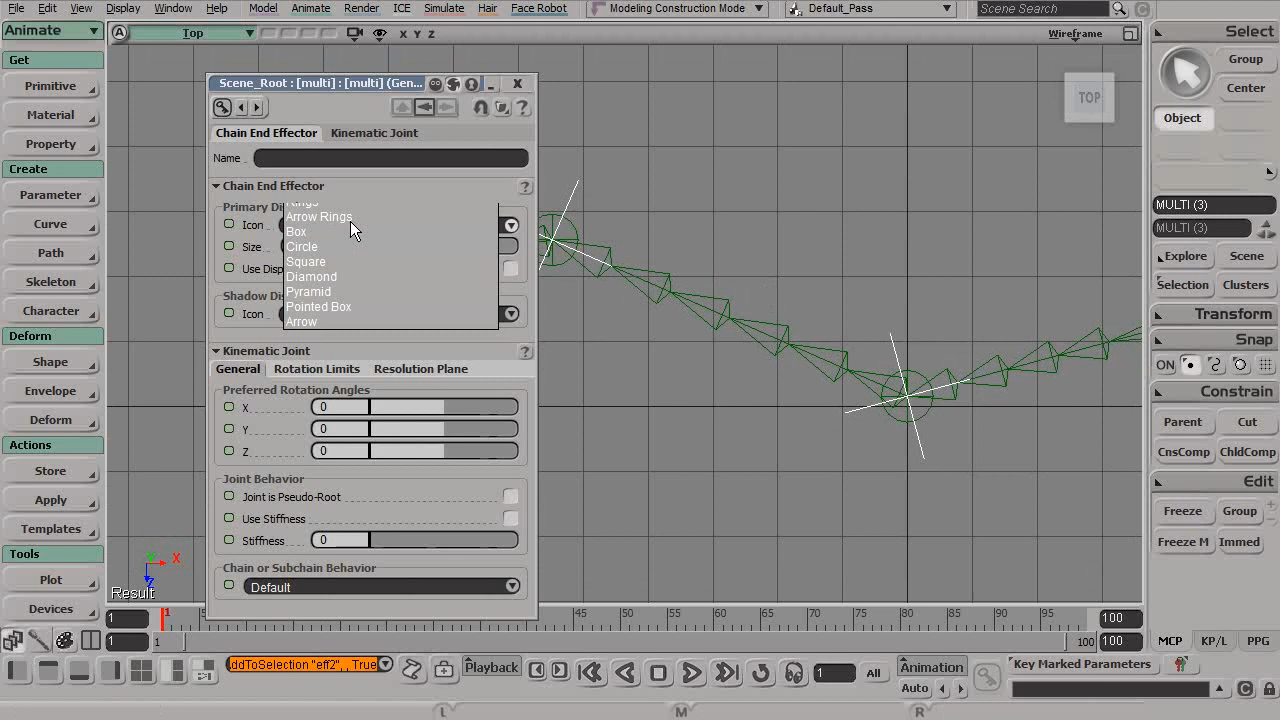 File Edit View Display Window Help Model Animate Render ICE Simulate Hair Face Robot Modeling Construction Mode Default_Pass Scene Search
Animate
A Top X Y Z Wireframe
Select
Get
Primitive
Material
Property
Create
Parameter
Curve
Path
Skeleton
Character
Deform
Shape
Envelope
Deform
Actions
Store
Apply
Templates
Tools
Plot
Devices
Scene_Root : [multi] : [multi] (Gen...
Chain End Effector Kinematic Joint
Name
Chain End Effector
Primary Di
Icon
Size
Use Disp
Shadow Di
Icon
Rings
Arrow Rings
Box
Circle
Square
Diamond
Pyramid
Pointed Box
Arrow
Kinematic Joint
General Rotation Limits Resolution Plane
Preferred Rotation Angles
X 0
Y 0
Z 0
Joint Behavior
Joint is Pseudo-Root
Use Stiffness
Stiffness 0
Chain or Subchain Behavior
Default
TOP
Y X
Z
Result
Group
Center
Object
MULTI (3)
MULTI (3)
Explore Scene
Selection Clusters
Transform
Snap
ON
Constrain
Parent Cut
CnsComp ChldComp
Edit
Freeze Group
Freeze M Immed
1 1 45 50 55 60 65 70 75 80 85 90 95 100
1 1 100 100
MCP KP/L PPG
ddToSelection "eff2",, True
Playback
1
All
Animation
Auto
Key Marked Parameters
L M R